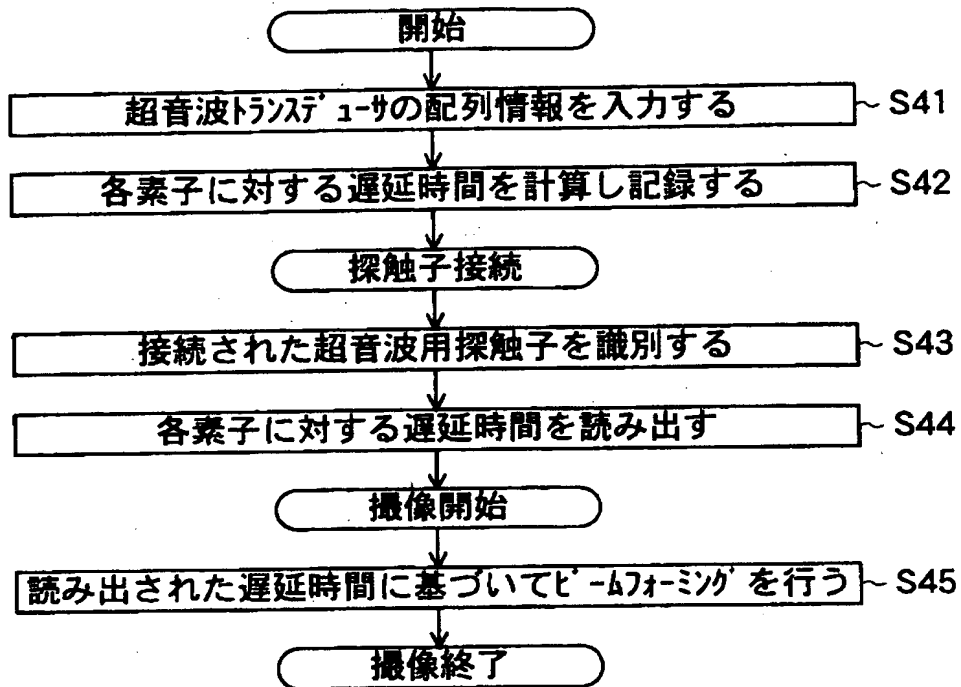 開始
超音波ﾄﾗﾝｽﾃﾞｭｰｻの配列情報を入力する ~ S41
各素子に対する遅延時間を計算し記録する ~ S42
探触子接続
接続された超音波用探触子を識別する ~ S43
各素子に対する遅延時間を読み出す ~ S44
撮像開始
読み出された遅延時間に基づいてﾋﾞｰﾑﾌｫｰﾐﾝｸﾞを行う ~ S45
撮像終了